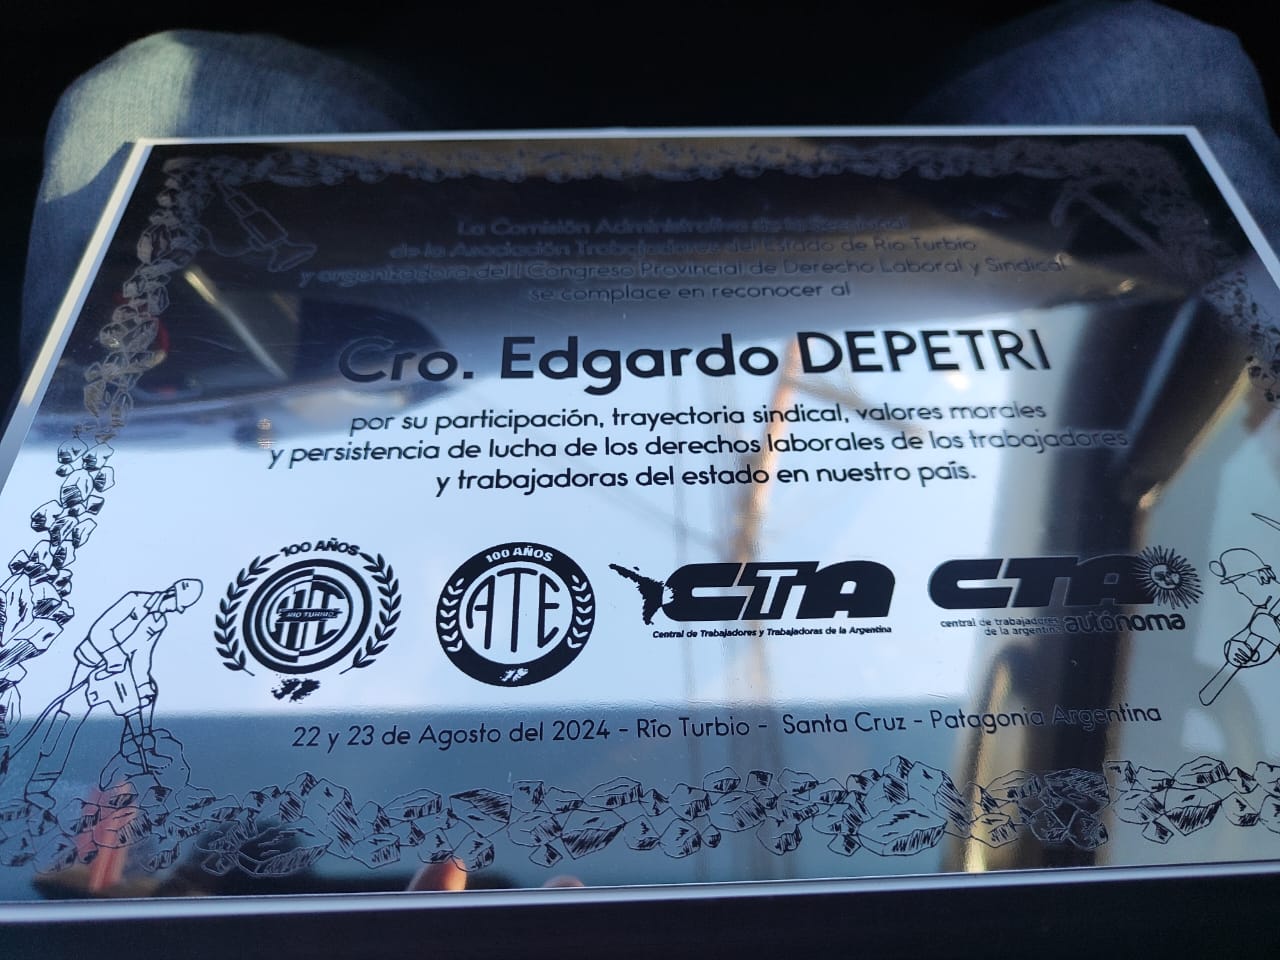 La Comisión Administrativa de la Seccional
de la Asociación Trabajadores del Estado de Río Turbio
y organizadora del I Congreso Provincial de Derecho Laboral y Sindical
se complace en reconocer al
Cro. Edgardo DEPETRI
por su participación, trayectoria sindical, valores morales
y persistencia de lucha de los derechos laborales de los trabajadores
y trabajadoras del estado en nuestro país.
100 AÑOS
RIO TURBIO
100 AÑOS
ATE
CTA
Central de Trabajadores y Trabajadoras de la Argentina
CTA
central de trabajadores
de la argentina autónoma
22 y 23 de Agosto del 2024 - Río Turbio - Santa Cruz - Patagonia Argentina